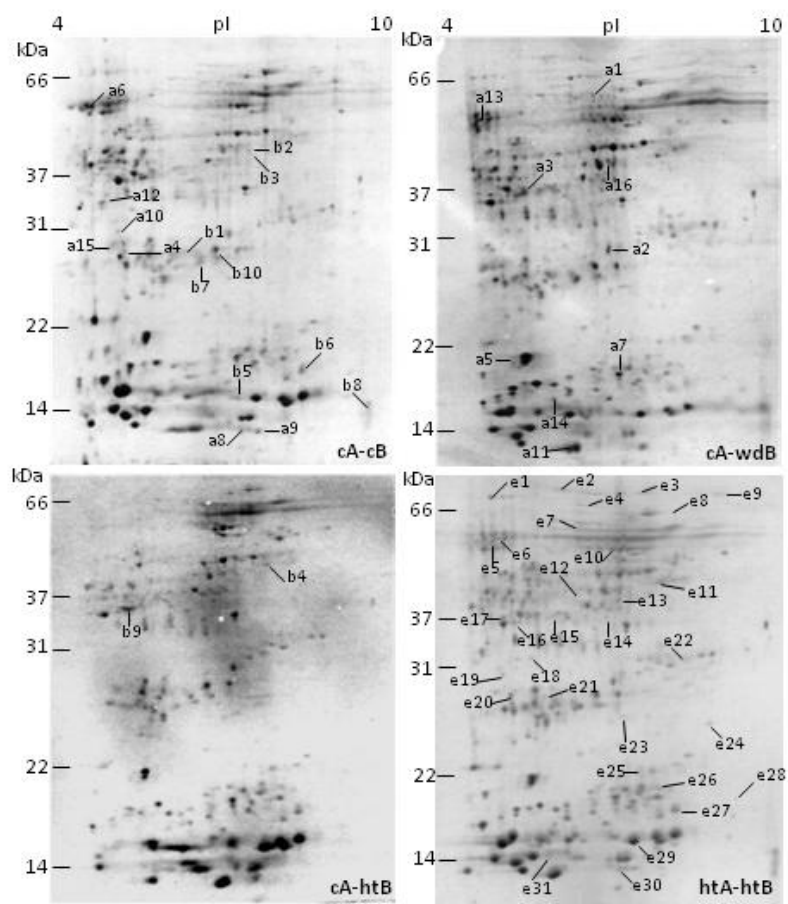 4 pI 10
kDa
66
37
31
22
14
a6
b2
b3
a12
a10
a15
a4
b1
b10
b7
b6
b5
b8
a8
a9
cA-cB
4 pI 10
kDa
66
37
31
22
14
a1
a13
a3
a16
a2
a5
a7
a14
a11
cA-wdB
kDa
66
37
31
22
14
b4
b9
cA-htB
kDa
66
37
31
22
14
e1
e2
e3
e4
e8
e9
e7
e5
e6
e10
e12
e11
e13
e17
e16
e15
e14
e22
e19
e18
e20
e21
e23
e24
e25
e26
e28
e27
e29
e31
e30
htA-htB